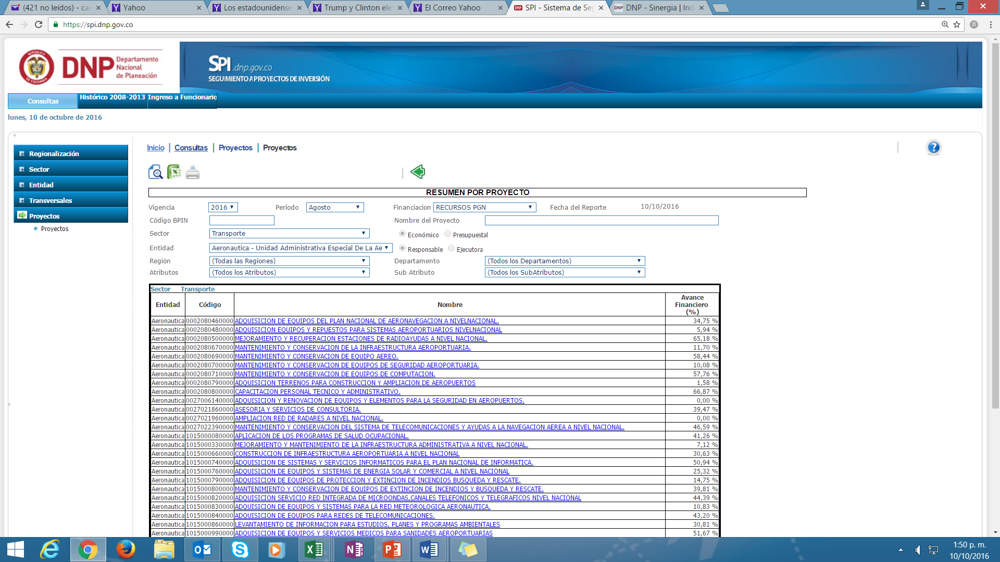 (421 no leídos) - ca
Yahoo
Los estadounidense
Trump y Clinton ele
El Correo Yahoo
SPI - Sistema de Se
DNP - Sinergia | Ind
https://spi.dnp.gov.co
REPÚBLICA
DE COLOMBIA
DNP
Departamento
Nacional
de Planeación
SPI.dnp.gov.co
SEGUIMIENTO A PROYECTOS DE INVERSIÓN
Consultas
Histórico 2008-2013
Ingreso a Funcionario
lunes, 10 de octubre de 2016
Regionalización
Sector
Entidad
Transversales
Proyectos
Proyectos
Inicio | Consultas | Proyectos | Proyectos
RESUMEN POR PROYECTO
Vigencia 2016 Periodo Agosto Financiacion RECURSOS PGN Fecha del Reporte 10/10/2016
Código BPIN Nombre del Proyecto
Sector Transporte Económico Presupuestal
Entidad Aeronautica - Unidad Administrativa Especial De La Ae Responsable Ejecutora
Región (Todas las Regiones) Departamento (Todos los Departamentos)
Atributos (Todos los Atributos) Sub Atributo (Todos los SubAtributos)
Sector Transporte
Entidad Código Nombre Avance Financiero (%)
Aeronautica 0002080460000 ADQUISICION DE EQUIPOS DEL PLAN NACIONAL DE AERONAVEGACION A NIVELNACIONAL. 34,75 %
Aeronautica 0002080480000 ADQUISICION EQUIPOS Y REPUESTOS PARA SISTEMAS AEROPORTUARIOS NIVELNACIONAL 5,94 %
Aeronautica 0002080500000 MEJORAMIENTO Y RECUPERACION ESTACIONES DE RADIOAYUDAS A NIVEL NACIONAL. 65,18 %
Aeronautica 0002080670000 MANTENIMIENTO Y CONSERVACION DE LA INFRAESTRUCTURA AEROPORTUARIA. 11,70 %
Aeronautica 0002080690000 MANTENIMIENTO Y CONSERVACION DE EQUIPO AEREO. 58,44 %
Aeronautica 0002080700000 MANTENIMIENTO Y CONSERVACION DE EQUIPOS DE SEGURIDAD AEROPORTUARIA. 10,08 %
Aeronautica 0002080710000 MANTENIMIENTO Y CONSERVACION DE EQUIPOS DE COMPUTACION. 57,76 %
Aeronautica 0002080790000 ADQUISICION TERRENOS PARA CONSTRUCCION Y AMPLIACION DE AEROPUERTOS 1,58 %
Aeronautica 0002080800000 CAPACITACION PERSONAL TECNICO Y ADMINISTRATIVO. 66,87 %
Aeronautica 0027006140000 ADQUISICION Y RENOVACION DE EQUIPOS Y ELEMENTOS PARA LA SEGURIDAD EN AEROPUERTOS. 0,00 %
Aeronautica 0027021860000 ASESORIA Y SERVICIOS DE CONSULTORIA. 39,47 %
Aeronautica 0027021960000 AMPLIACION RED DE RADARES A NIVEL NACIONAL. 0,00 %
Aeronautica 0027022390000 MANTENIMIENTO Y CONSERVACION DEL SISTEMA DE TELECOMUNICACIONES Y AYUDAS A LA NAVEGACION AEREA A NIVEL NACIONAL. 46,59 %
Aeronautica 1015000080000 APLICACION DE LOS PROGRAMAS DE SALUD OCUPACIONAL. 41,26 %
Aeronautica 1015000330000 MEJORAMIENTO Y MANTENIMIENTO DE LA INFRAESTRUCTURA ADMINISTRATIVA A NIVEL NACIONAL. 7,12 %
Aeronautica 1015000660000 CONSTRUCCION DE INFRAESTRUCTURA AEROPORTUARIA A NIVEL NACIONAL 30,63 %
Aeronautica 1015000740000 ADQUISICION DE SISTEMAS Y SERVICIOS INFORMATICOS PARA EL PLAN NACIONAL DE INFORMATICA. 50,94 %
Aeronautica 1015000760000 ADQUISICION DE EQUIPOS Y SISTEMAS DE ENERGIA SOLAR Y COMERCIAL A NIVEL NACIONAL 25,32 %
Aeronautica 1015000790000 ADQUISICION DE EQUIPOS DE PROTECCION Y EXTINCION DE INCENDIOS BUSQUEDA Y RESCATE. 14,75 %
Aeronautica 1015000800000 MANTENIMIENTO Y CONSERVACION DE EQUIPOS DE EXTINCION DE INCENDIOS Y BUSQUEDA Y RESCATE. 39,81 %
Aeronautica 1015000820000 ADQUISICION SERVICIO RED INTEGRADA DE MICROONDAS,CANALES TELEFONICOS Y TELEGRAFICOS NIVEL NACIONAL 44,39 %
Aeronautica 1015000830000 ADQUISICION DE EQUIPOS Y SISTEMAS PARA LA RED METEOROLOGICA AERONAUTICA. 10,83 %
Aeronautica 1015000840000 ADQUISICION DE EQUIPOS PARA REDES DE TELECOMUNICACIONES. 43,20 %
Aeronautica 1015000860000 LEVANTAMIENTO DE INFORMACION PARA ESTUDIOS, PLANES Y PROGRAMAS AMBIENTALES 30,81 %
Aeronautica 1015000990000 ADQUISICION DE EQUIPOS Y SERVICIOS MEDICOS PARA SANIDADES AEROPORTUARIAS 51,67 %
1:50 p. m.
10/10/2016